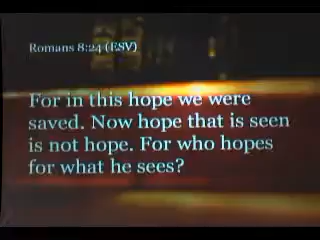 Romans 8:24 (ESV)
For in this hope we were
saved. Now hope that is seen
is not hope. For who hopes
for what he sees?